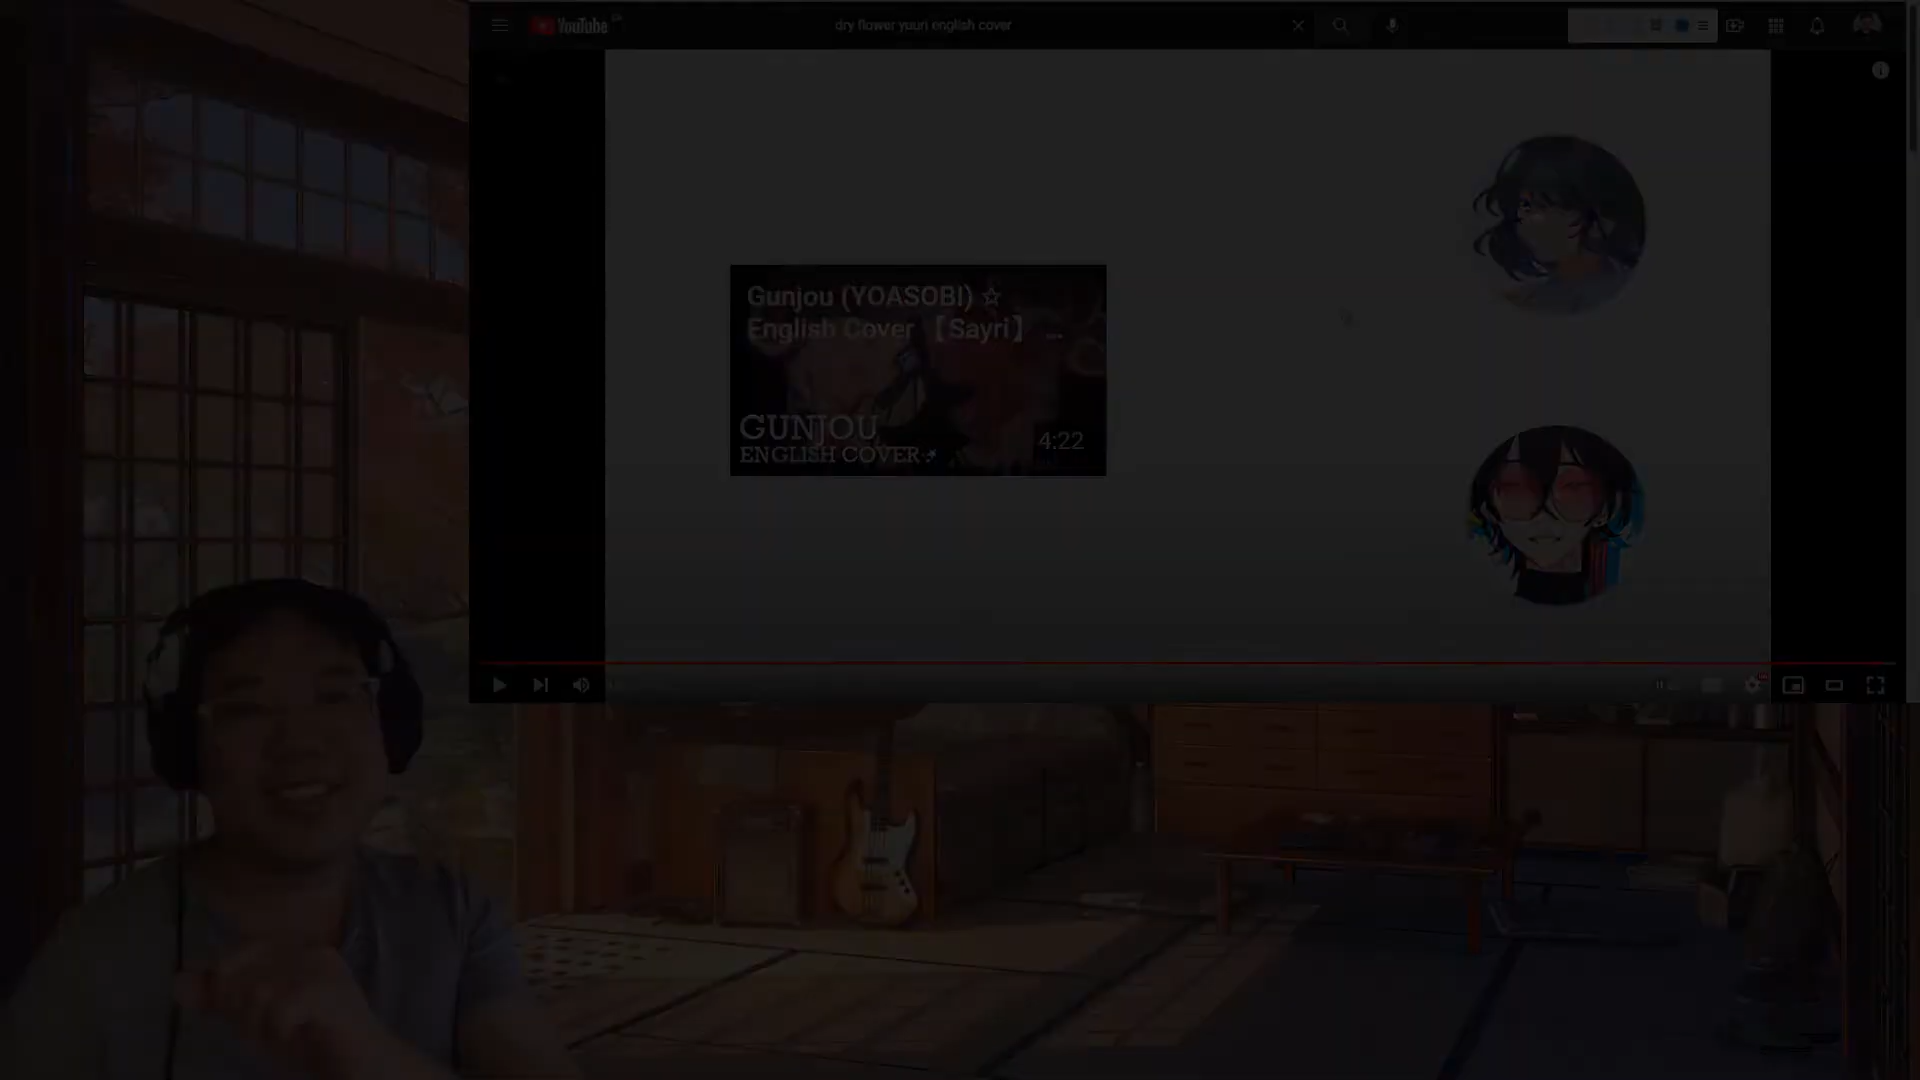 YouTube
dry flower yuuri english cover
Gunjou (YOASOBI) ☆
English Cover 【Sayri】 ...
GUNJOU
ENGLISH COVER
4:22